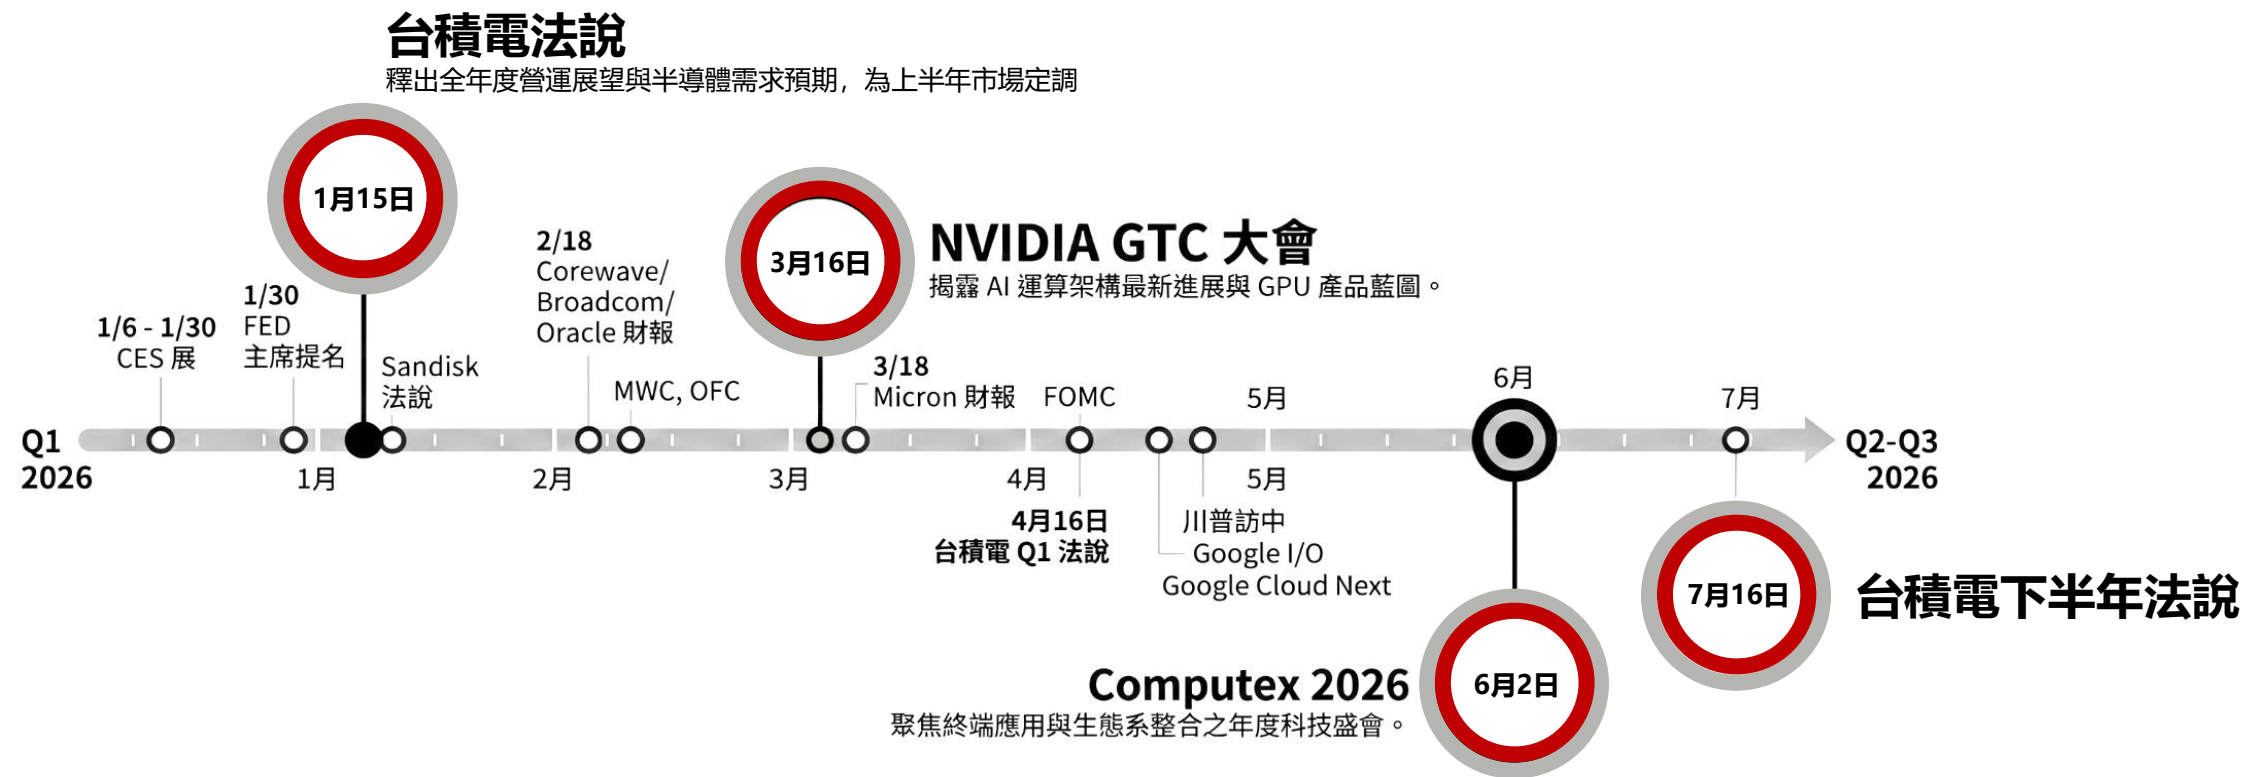 台積電法說
釋出全年度營運展望與半導體需求預期，為上半年市場定調
1月15日
3月16日
NVIDIA GTC 大會
揭露 AI 運算架構最新進展與 GPU 產品藍圖。
1/6 - 1/30
CES 展
1/30
FED
主席提名
Sandisk
法說
2/18
Corewave/
Broadcom/
Oracle 財報
MWC, OFC
3/18
Micron 財報
FOMC
5月
6月
7月
Q1
2026
1月
2月
3月
4月
5月
Q2-Q3
2026
4月16日
台積電 Q1 法說
川普訪中
Google I/O
Google Cloud Next
7月16日
台積電下半年法說
Computex 2026
聚焦終端應用與生態系整合之年度科技盛會。
6月2日